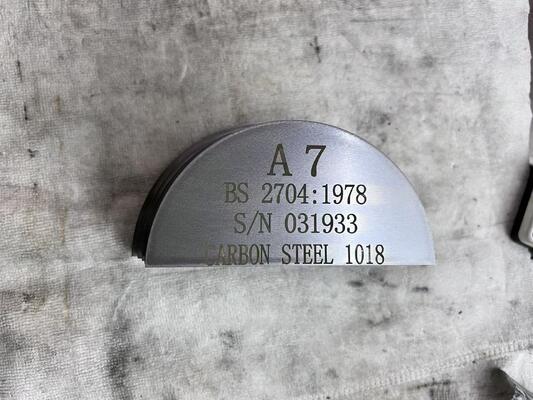 A 7
BS 2704:1978
S/N 031933
CARBON STEEL 1018